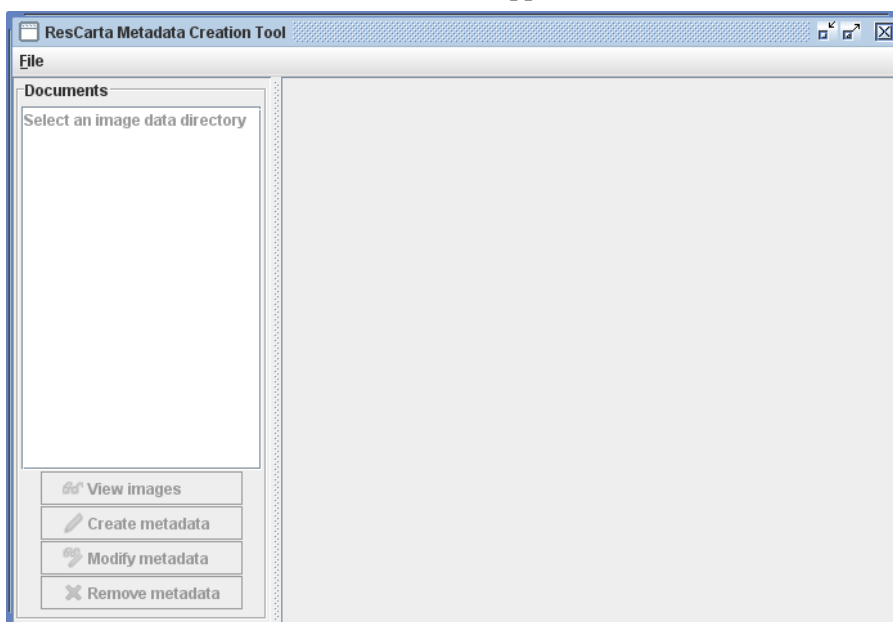 ResCarta Metadata Creation Tool
File
Documents
Select an image data directory
View images
Create metadata
Modify metadata
Remove metadata